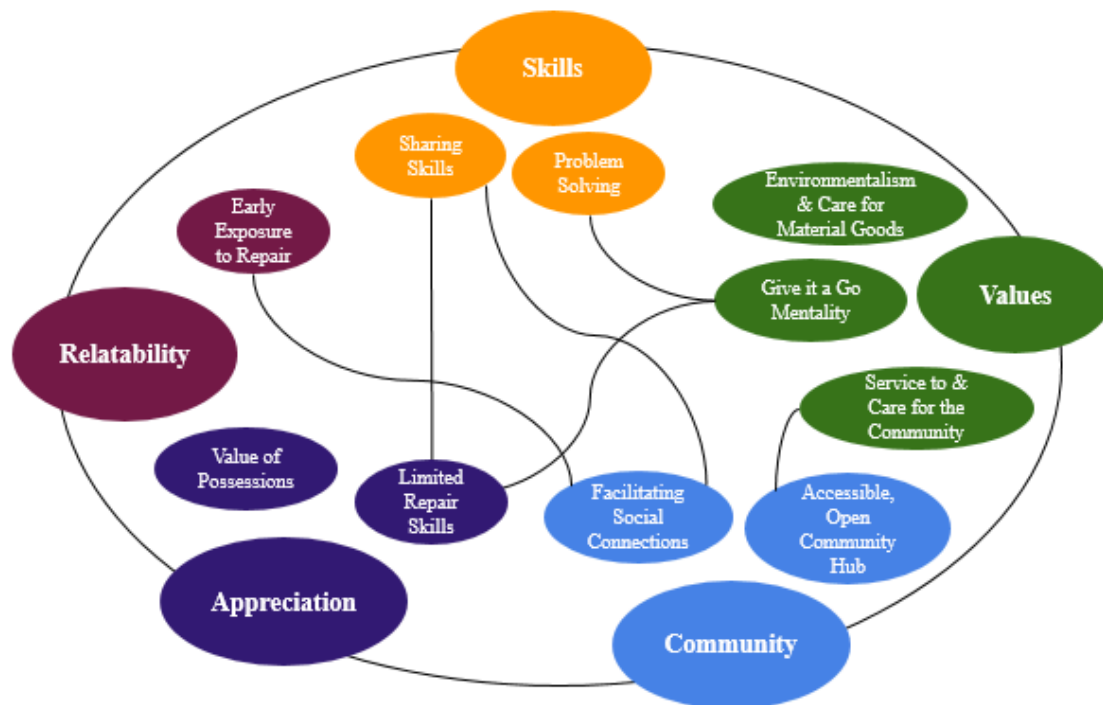 Skills
Sharing
Skills
Problem
Solving
Environmentalism
& Care for
Material Goods
Early
Exposure
to Repair
Give it a Go
Mentality
Values
Relatability
Service to &
Care for the
Community
Value of
Possessions
Limited
Repair
Skills
Facilitating
Social
Connections
Accessible,
Open
Community
Hub
Appreciation
Community